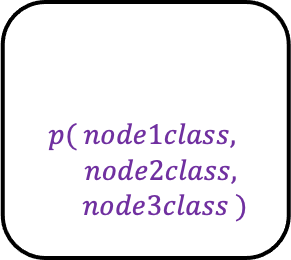 p( node1class,
node2class,
node3class )